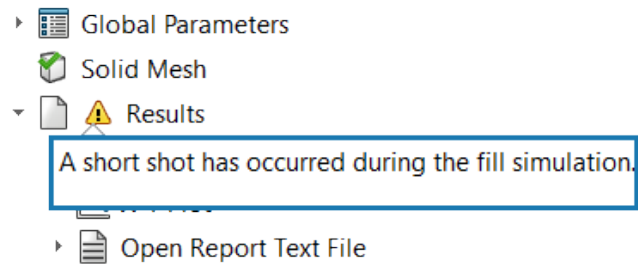 Global Parameters
Solid Mesh
Results
A short shot has occurred during the fill simulation.
Open Report Text File